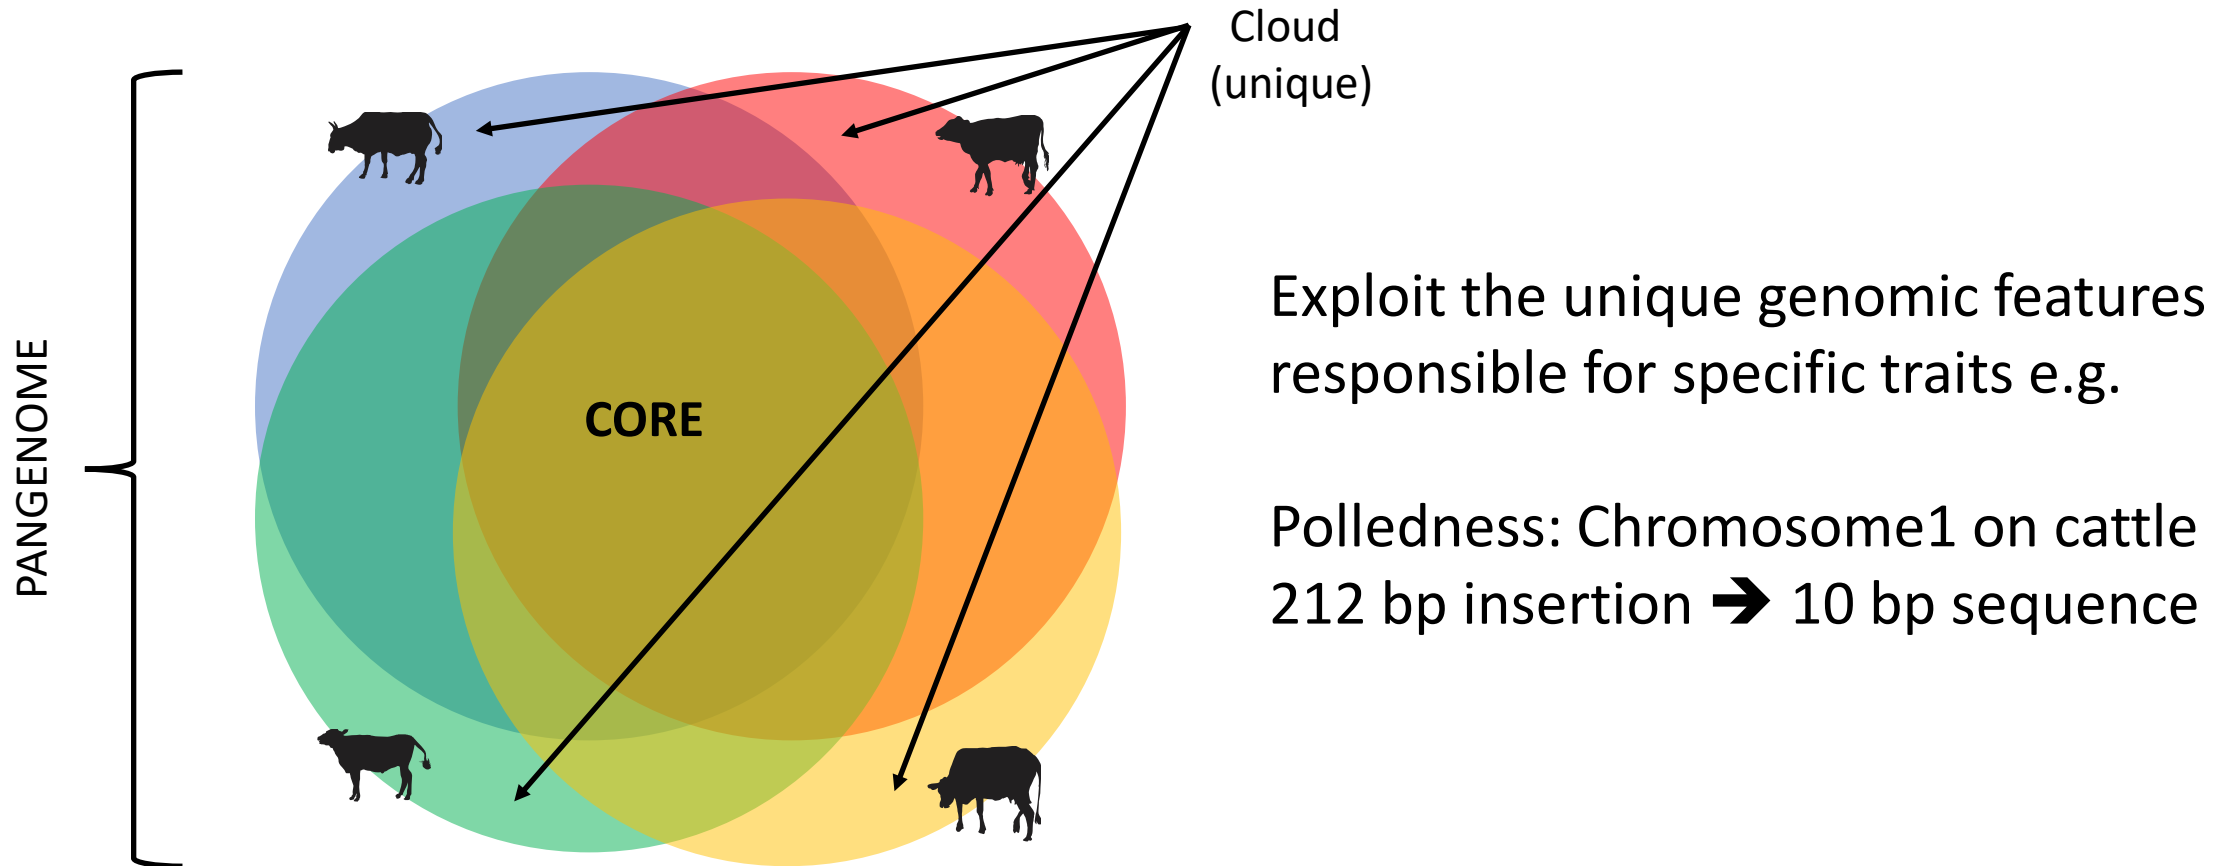 Cloud
(unique)
PANGENOME
CORE
Exploit the unique genomic features
responsible for specific traits e.g.
Polledness: Chromosome1 on cattle
212 bp insertion 🡺 10 bp sequence